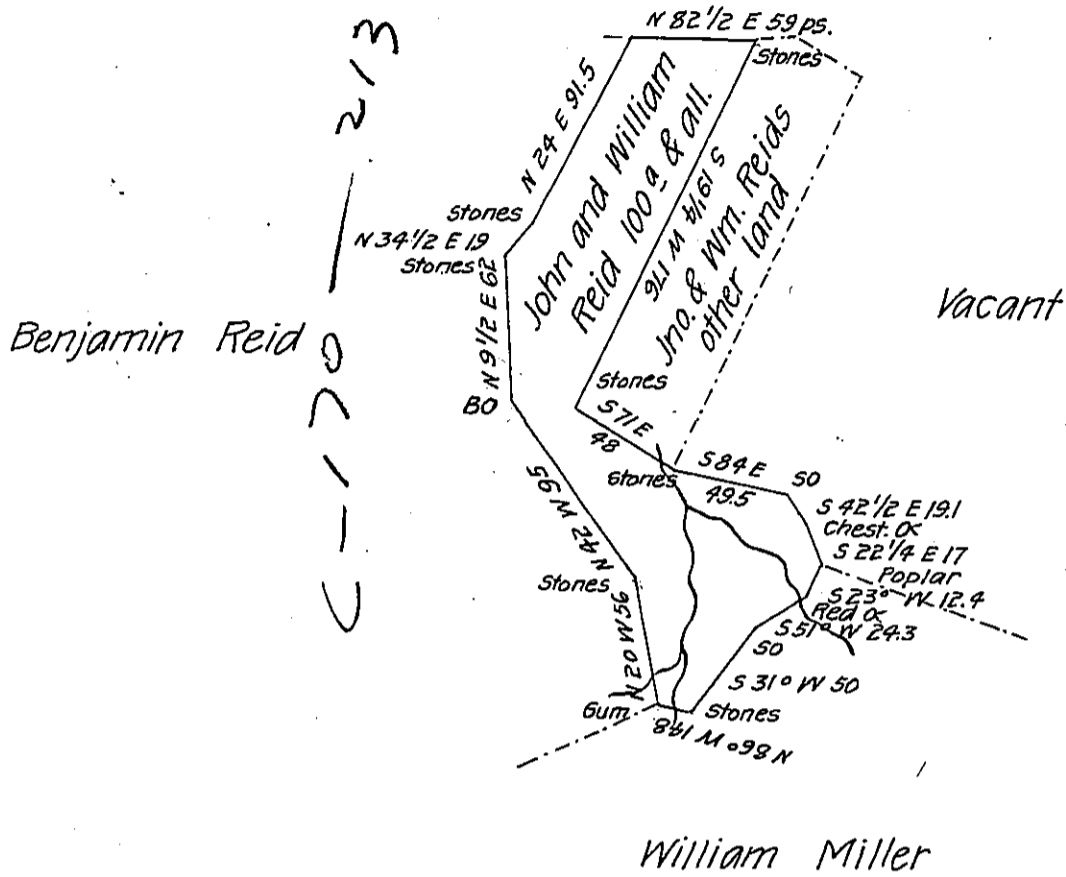 N 82 1/2 E 59 ps.
Stones
N 24 E 91.5
John and William
Reid 100 a & all.
S 19 1/4 W 176
Jno. & Wm. Reids
other land
Stones
N 34 1/2 E 19
Stones
Vacant
Benjamin Reid
C-170-213
N 9 1/2 E 62
BO
Stones
S 71 E
48
Stones
S 84 E
49.5
SO
S 42 1/2 E 19.1
Chest. O
S 22 1/4 E 17
Poplar
S 23° W 12.4
Red O
S 51° W 24.3
SO
N 42 W 95
Stones
N 20 W 56
S 31° W 50
Gum
Stones
N 86° W 148
William Miller